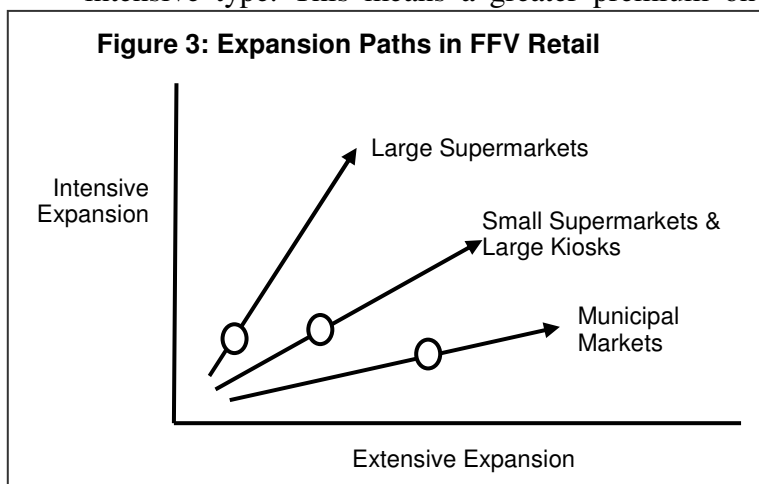 intensive type. This means a greater premium on
Figure 3: Expansion Paths in FFV Retail
Large Supermarkets
Intensive
Expansion
Small Supermarkets &
Large Kiosks
Municipal
Markets
Extensive Expansion